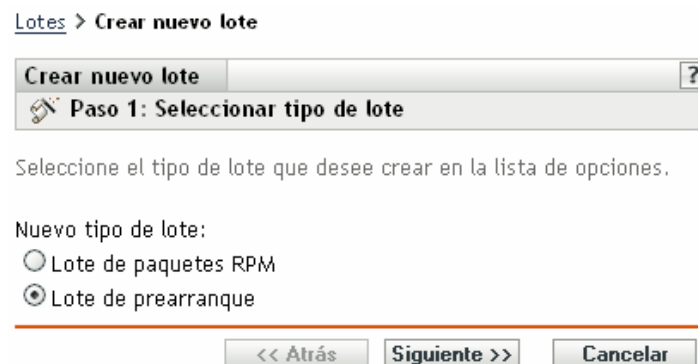 Lotes > Crear nuevo lote
Crear nuevo lote ?
Paso 1: Seleccionar tipo de lote
Seleccione el tipo de lote que desee crear en la lista de opciones.
Nuevo tipo de lote:
Lote de paquetes RPM
Lote de prearranque
<< Atrás Siguiente >> Cancelar